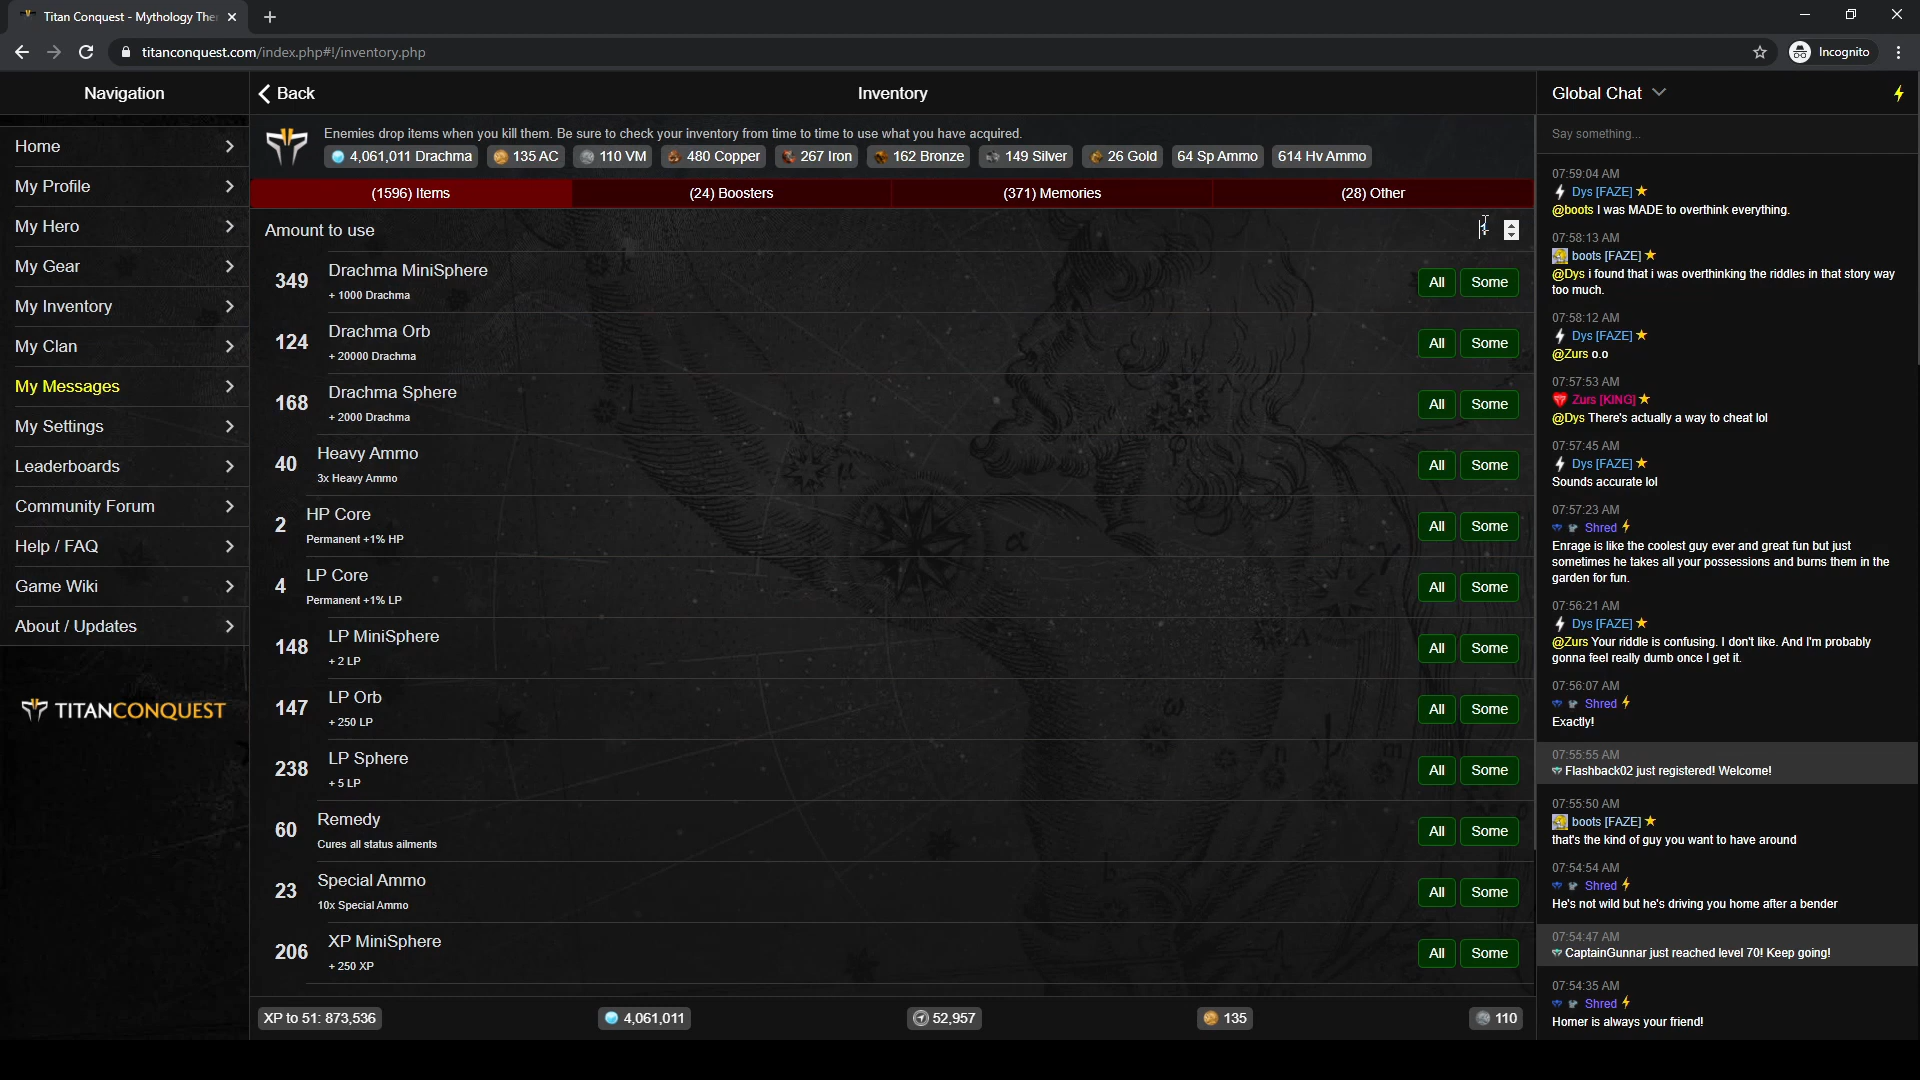 Titan Conquest - Mythology The
titanconquest.com/index.php#!/inventory.php
Incognito
Navigation
Home
My Profile
My Hero
My Gear
My Inventory
My Clan
My Messages
My Settings
Leaderboards
Community Forum
Help / FAQ
Game Wiki
About / Updates
TITANCONQUEST
Back
Inventory
Enemies drop items when you kill them. Be sure to check your inventory from time to time to use what you have acquired.
4,061,011 Drachma
135 AC
110 VM
480 Copper
267 Iron
162 Bronze
149 Silver
26 Gold
64 Sp Ammo
614 Hv Ammo
(1596) Items
(24) Boosters
(371) Memories
(28) Other
Amount to use
349 Drachma MiniSphere All Some
+ 1000 Drachma
124 Drachma Orb All Some
+ 20000 Drachma
168 Drachma Sphere All Some
+ 2000 Drachma
40 Heavy Ammo All Some
3x Heavy Ammo
2 HP Core All Some
Permanent +1% HP
4 LP Core All Some
Permanent +1% LP
148 LP MiniSphere All Some
+ 2 LP
147 LP Orb All Some
+ 250 LP
238 LP Sphere All Some
+ 5 LP
60 Remedy All Some
Cures all status ailments
23 Special Ammo All Some
10x Special Ammo
206 XP MiniSphere All Some
+ 250 XP
XP to 51: 873,536
4,061,011
52,957
135
110
Global Chat
Say something...
07:59:04 AM
Dys [FAZE]
@boots I was MADE to overthink everything.
07:58:13 AM
boots [FAZE]
@Dys i found that i was overthinking the riddles in that story way
too much.
07:58:12 AM
Dys [FAZE]
@Zurs o.o
07:57:53 AM
Zurs [KING]
@Dys There's actually a way to cheat lol
07:57:45 AM
Dys [FAZE]
Sounds accurate lol
07:57:23 AM
Shred
Enrage is like the coolest guy ever and great fun but just
sometimes he takes all your possessions and burns them in the
garden for fun.
07:56:21 AM
Dys [FAZE]
@Zurs Your riddle is confusing. I don't like. And I'm probably
gonna feel really dumb once I get it.
07:56:07 AM
Shred
Exactly!
07:55:55 AM
Flashback02 just registered! Welcome!
07:55:50 AM
boots [FAZE]
that's the kind of guy you want to have around
07:54:54 AM
Shred
He's not wild but he's driving you home after a bender
07:54:47 AM
CaptainGunnar just reached level 70! Keep going!
07:54:35 AM
Shred
Homer is always your friend!